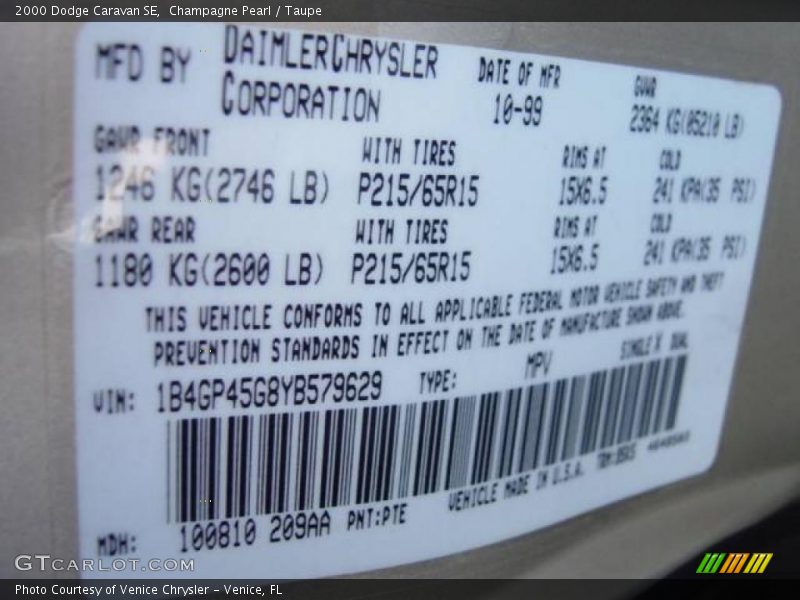 2000 Dodge Caravan SE, Champagne Pearl / Taupe
MFD BY DAIMLERCHRYSLER CORPORATION DATE OF MFR 10-99 GVWR 2364 KG(05210 LB)
GAWR FRONT WITH TIRES RIMS AT COLD
1246 KG(2746 LB) P215/65R15 15X6.5 241 KPA(35 PSI)
GAWR REAR WITH TIRES RIMS AT COLD
1180 KG(2600 LB) P215/65R15 15X6.5 241 KPA(35 PSI)
THIS VEHICLE CONFORMS TO ALL APPLICABLE FEDERAL MOTOR VEHICLE SAFETY AND THEFT
PREVENTION STANDARDS IN EFFECT ON THE DATE OF MANUFACTURE SHOWN ABOVE.
VIN: 1B4GP45G8YB579629 TYPE: MPV SINGLE X DUAL
VEHICLE MADE IN U.S.A.
MDH: 100810 209AA PNT:PTE
GTCARLOT.COM
Photo Courtesy of Venice Chrysler - Venice, FL